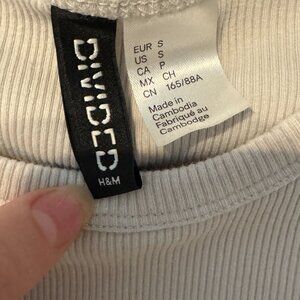 DIVIDED
H&M
EUR S
US S
CA P
MX CH
CN 165/88A
Made in
Cambodia
Fabriqué au
Cambodge